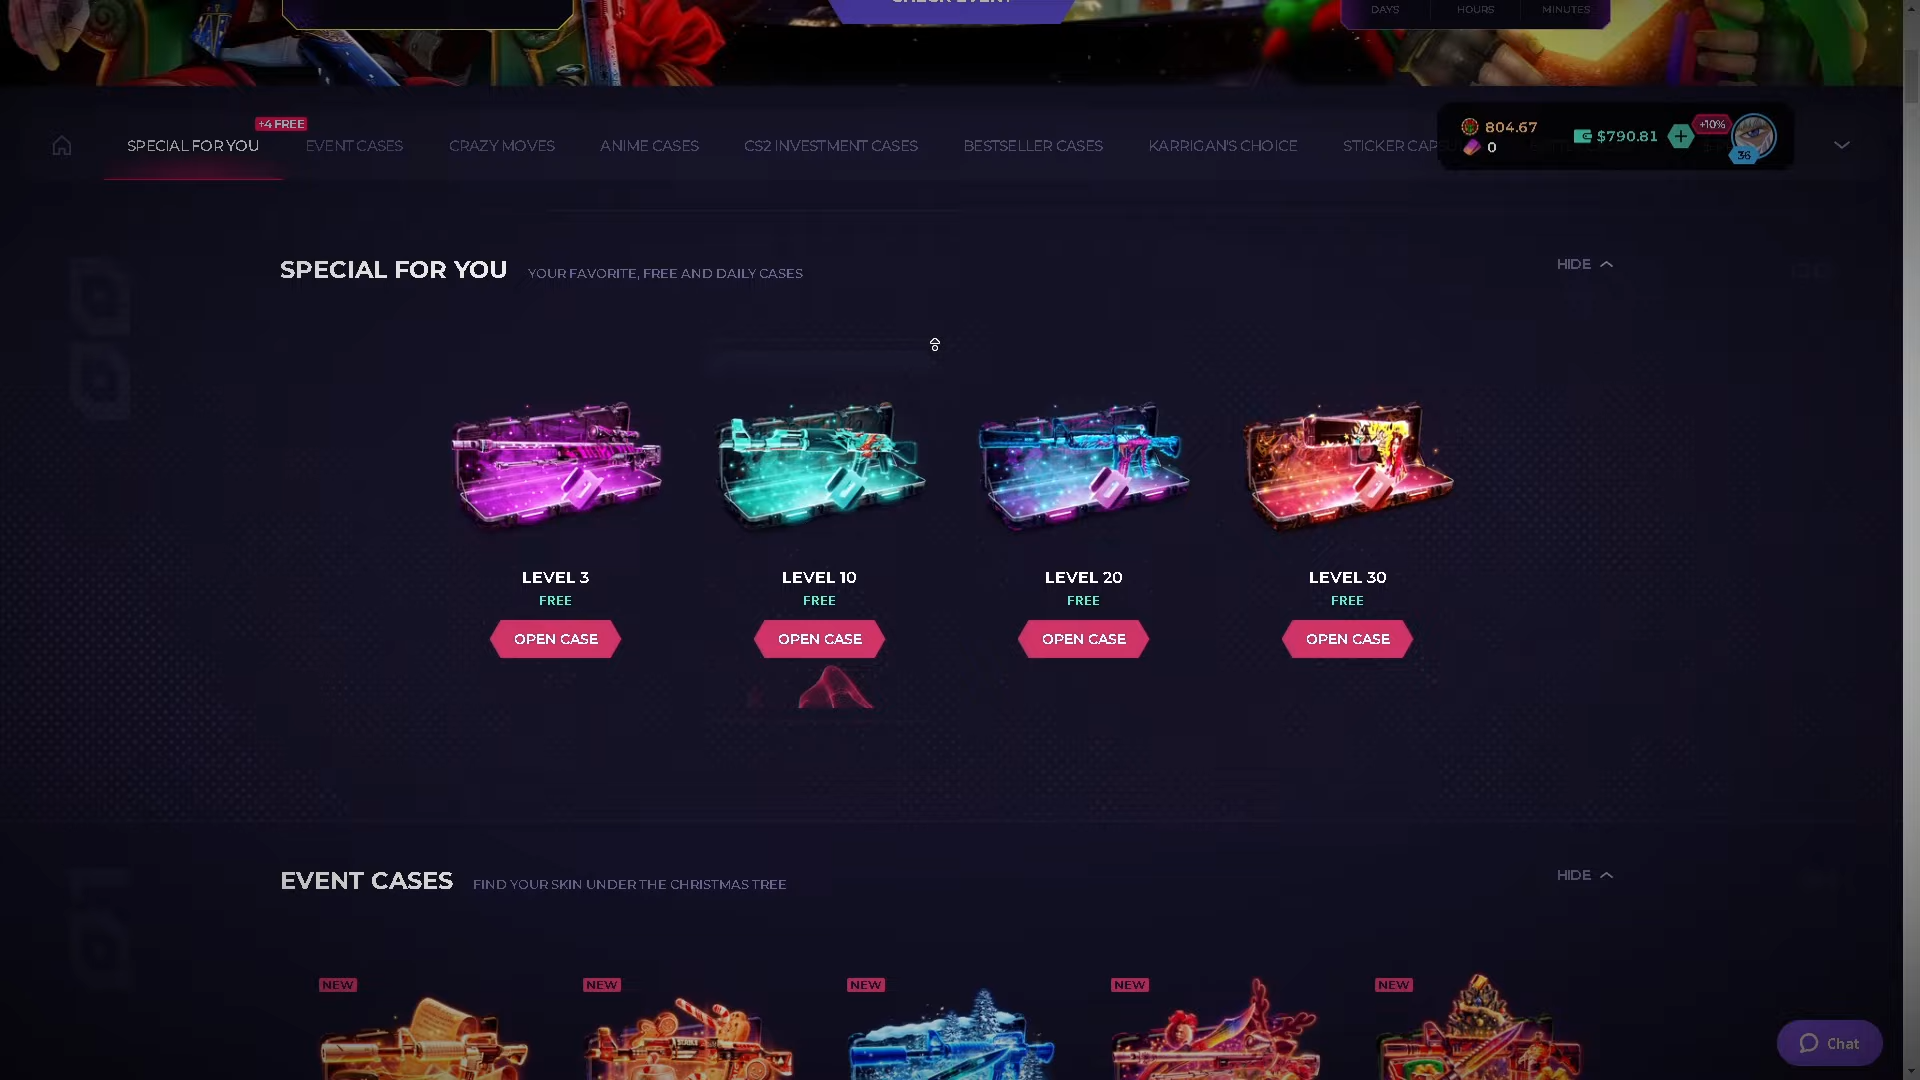 DAYS HOURS MINUTES
+4 FREE
SPECIAL FOR YOU EVENT CASES CRAZY MOVES ANIME CASES CS2 INVESTMENT CASES BESTSELLER CASES KARRIGAN'S CHOICE
804.67
0
$790.81
+
+10%
36
SPECIAL FOR YOU YOUR FAVORITE, FREE AND DAILY CASES HIDE
LEVEL 3 LEVEL 10 LEVEL 20 LEVEL 30
FREE FREE FREE FREE
OPEN CASE OPEN CASE OPEN CASE OPEN CASE
EVENT CASES FIND YOUR SKIN UNDER THE CHRISTMAS TREE HIDE
NEW NEW NEW NEW NEW
Chat